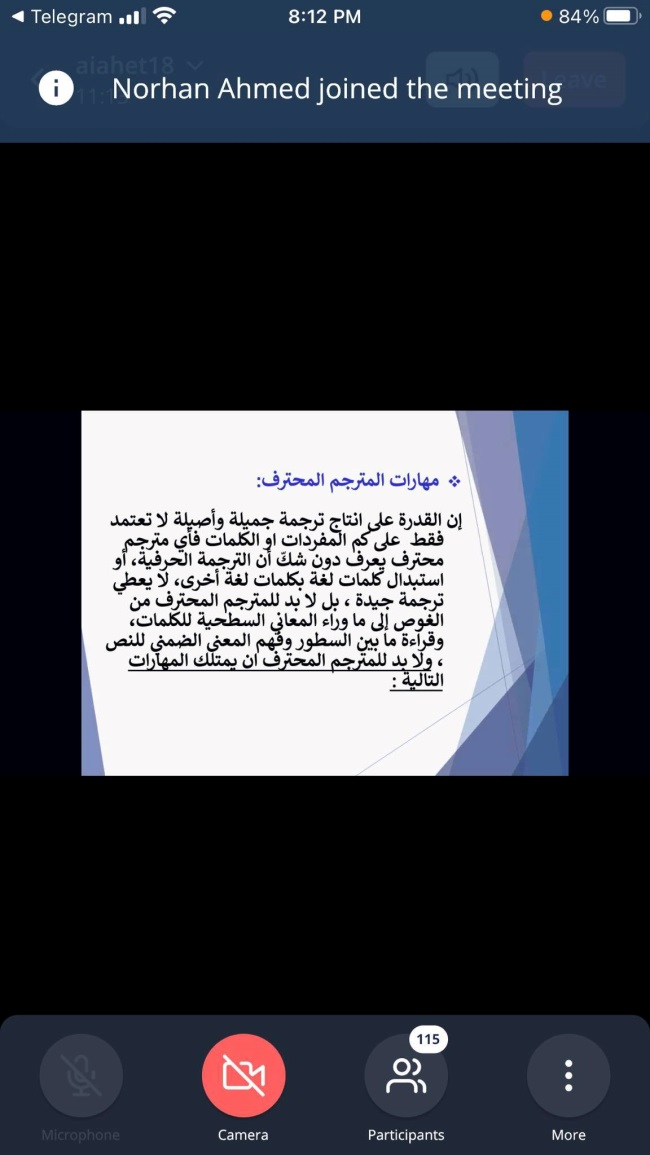 Telegram
8:12 PM
84%
aiahet18
Leave
Norhan Ahmed joined the meeting
مهارات المترجم المحترف:
إن القدرة على انتاج ترجمة جميلة وأصيلة لا تعتمد
فقط على كم المفردات او الكلمات فأي مترجم
محترف يعرف دون شكّ أن الترجمة الحرفية، أو
استبدال كلمات لغة بكلمات لغة أخرى، لا يعطي
ترجمة جيدة ، بل لا بد للمترجم المحترف من
الغوص إلى ما وراء المعاني السطحية للكلمات،
وقراءة ما بين السطور وفهم المعنى الضمني للنص
، ولا بد للمترجم المحترف ان يمتلك المهارات
التالية :
115
Microphone
Camera
Participants
More